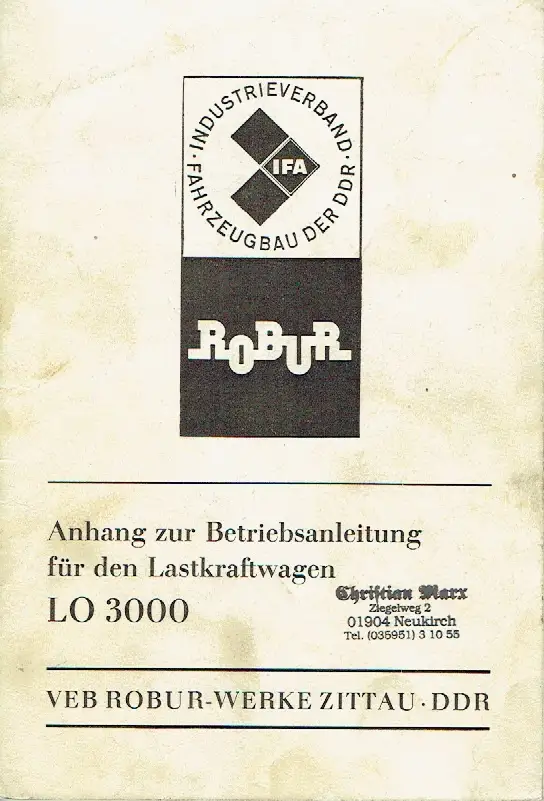 · INDUSTRIEVERBAND ·
FAHRZEUGBAU DER DDR
IFA
ROBUR
Anhang zur Betriebsanleitung
für den Lastkraftwagen
LO 3000
Christian Marx
Ziegelweg 2
01904 Neukirch
Tel. (035951) 3 10 55
VEB ROBUR-WERKE ZITTAU · DDR